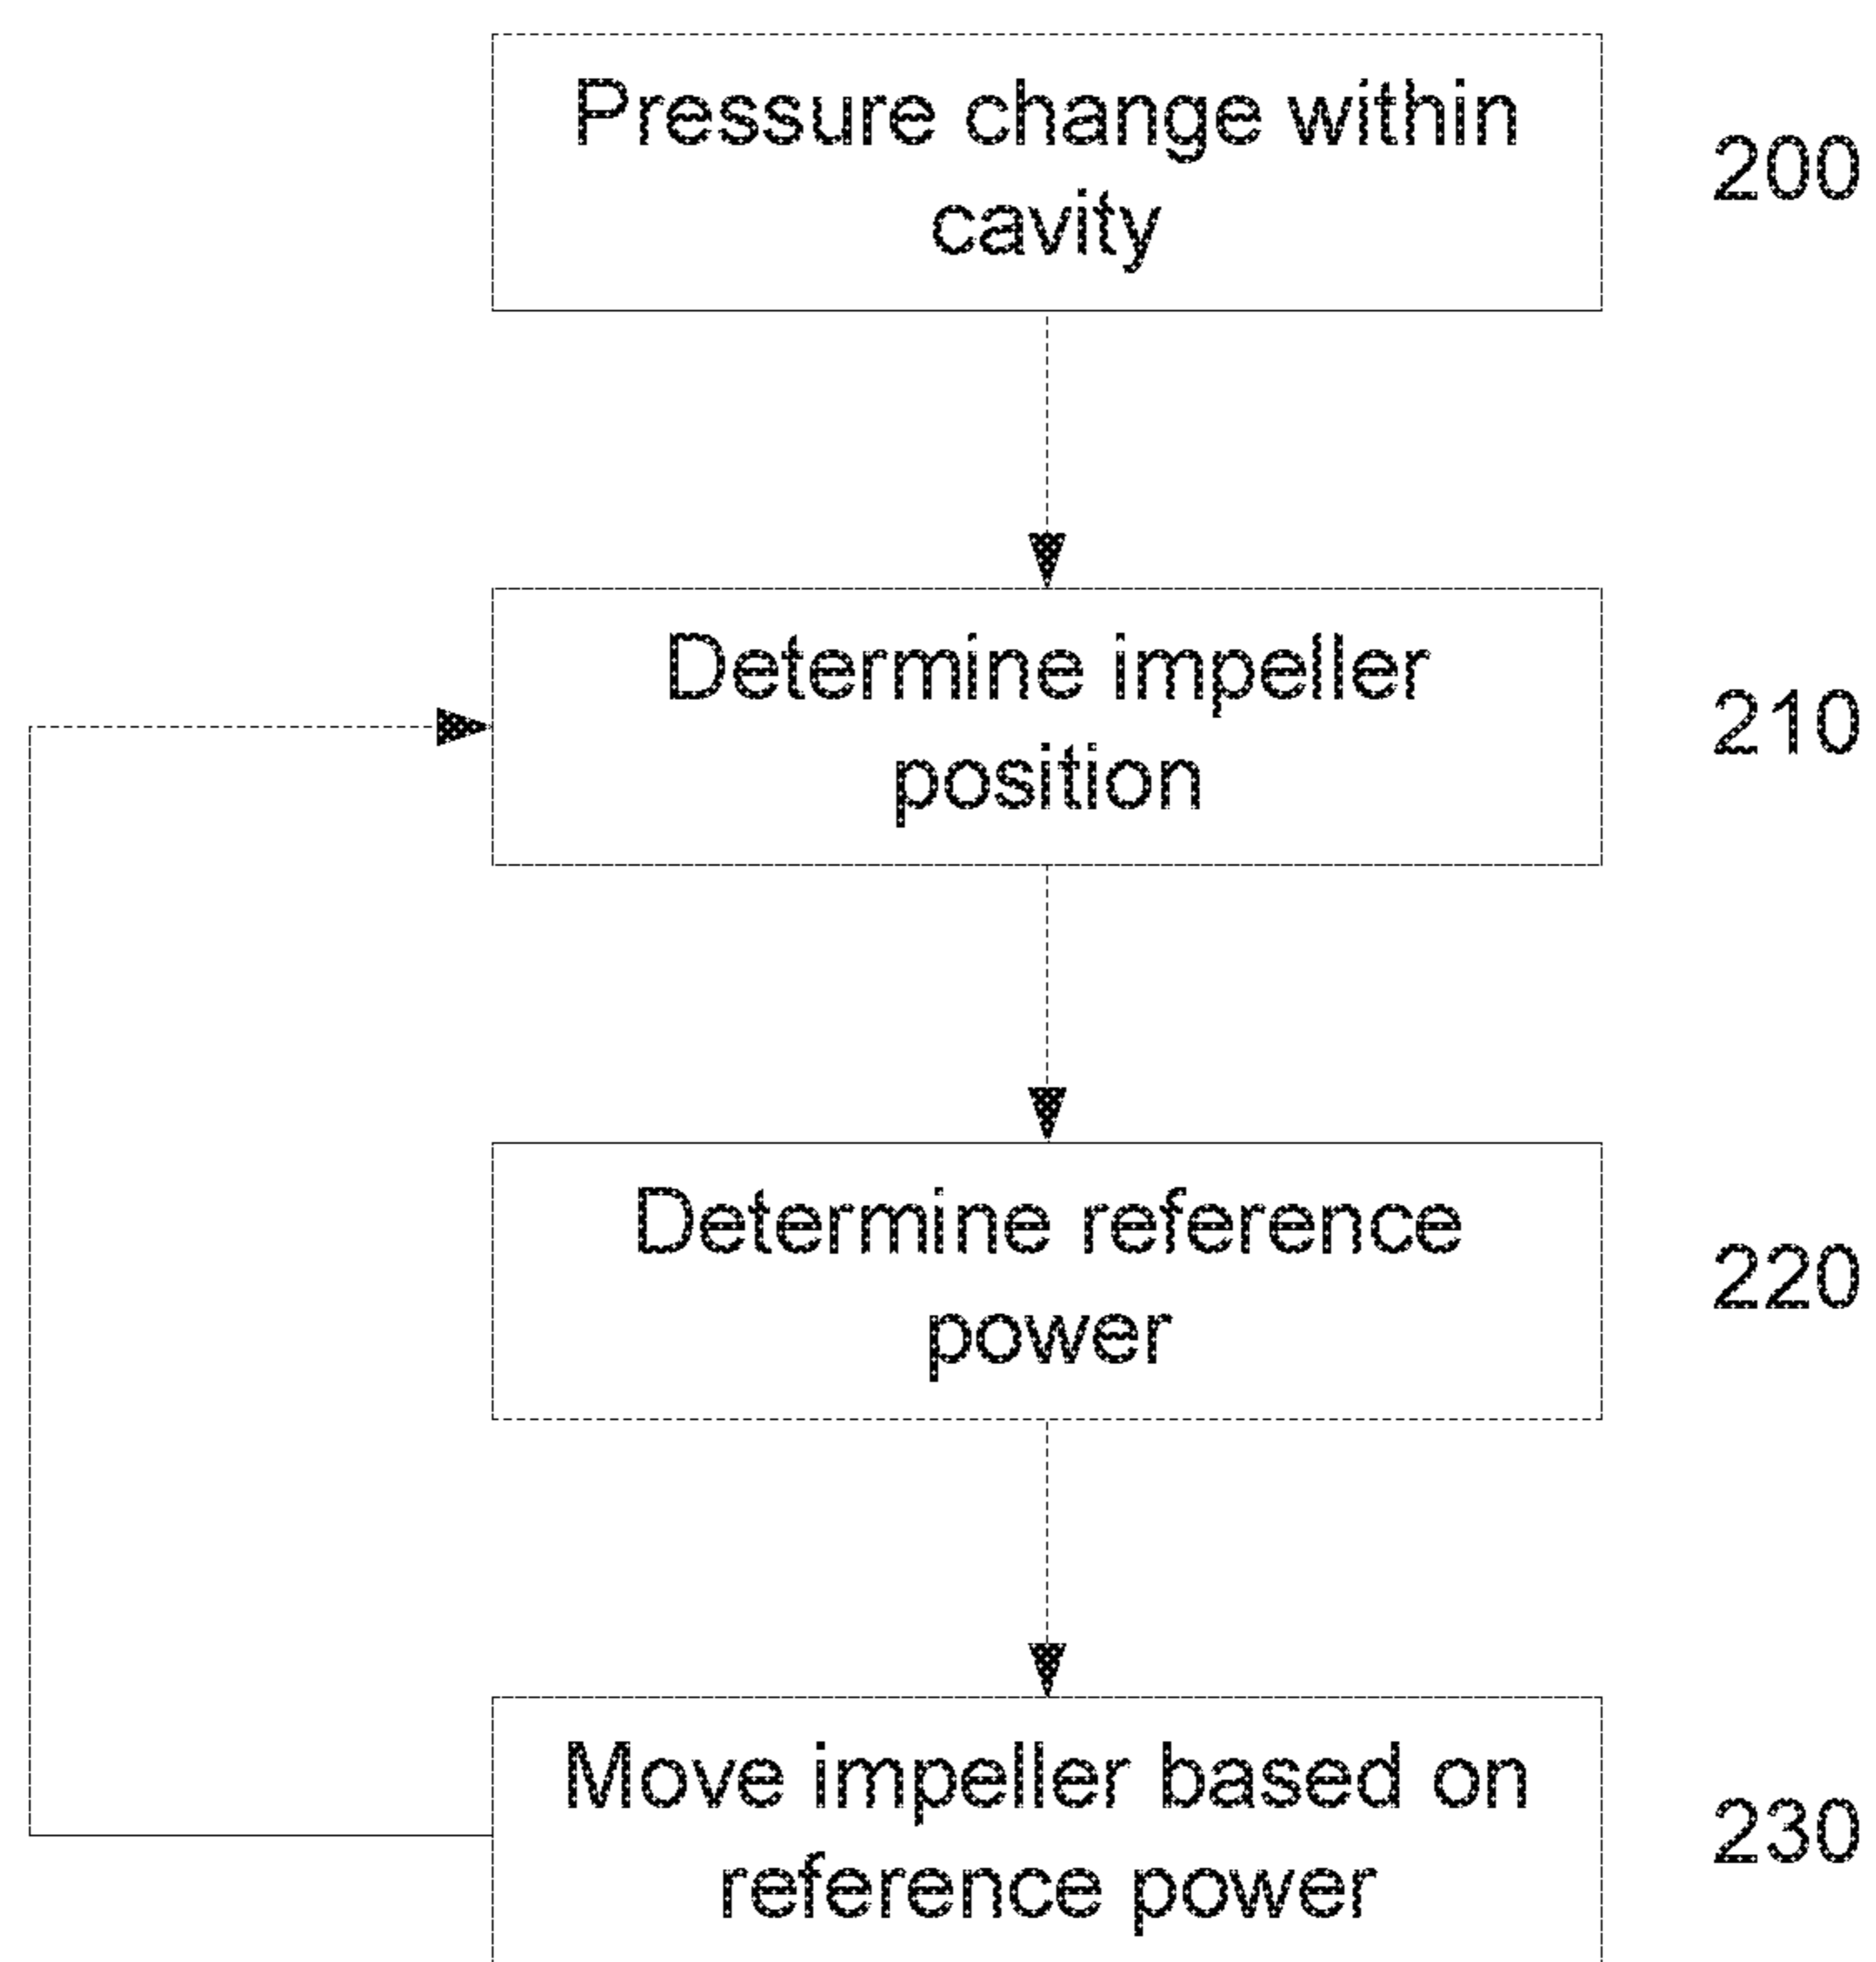 Pressure change within
cavity
200
Determine impeller
position
210
Determine reference
power
220
Move impeller based on
reference power
230